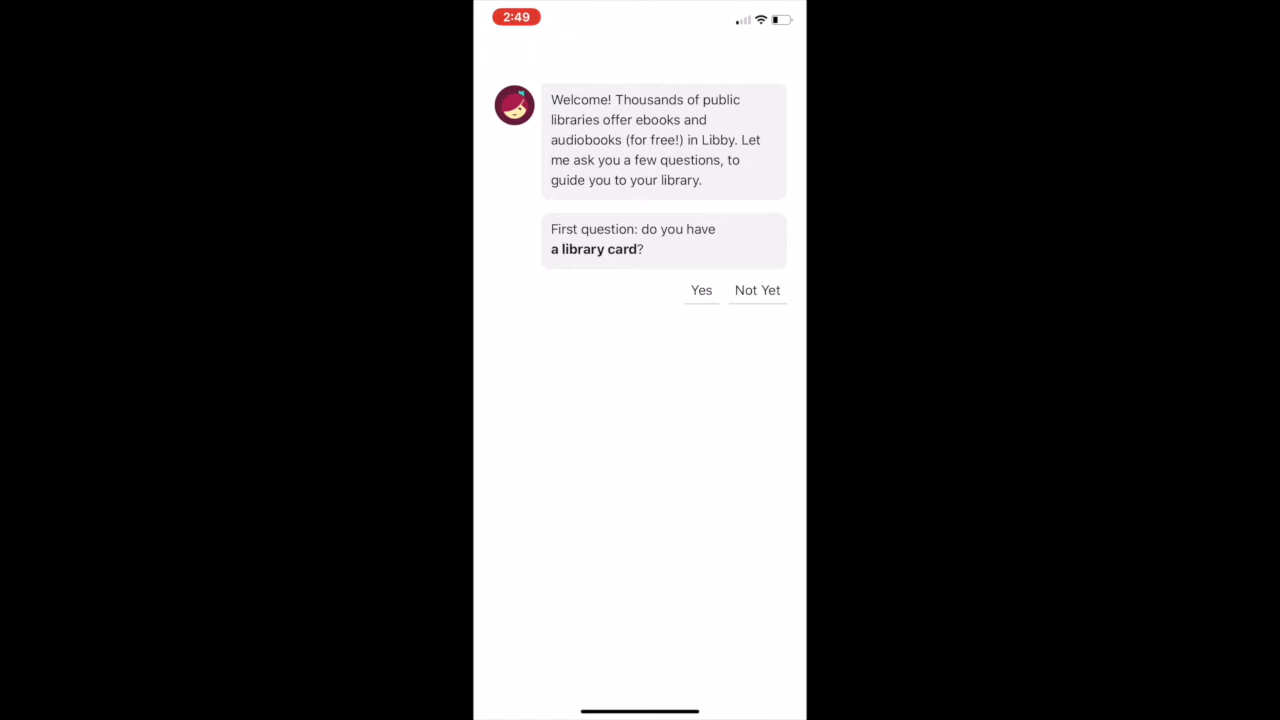 2:49
Welcome! Thousands of public
libraries offer ebooks and
audiobooks (for free!) in Libby. Let
me ask you a few questions, to
guide you to your library.
First question: do you have
a library card?
Yes Not Yet